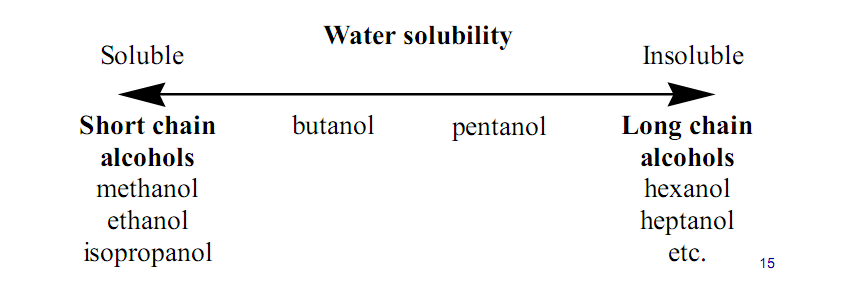 Water solubility
Soluble
Insoluble
Short chain
alcohols
methanol
ethanol
isopropanol
butanol
pentanol
Long chain
alcohols
hexanol
heptanol
etc.
15